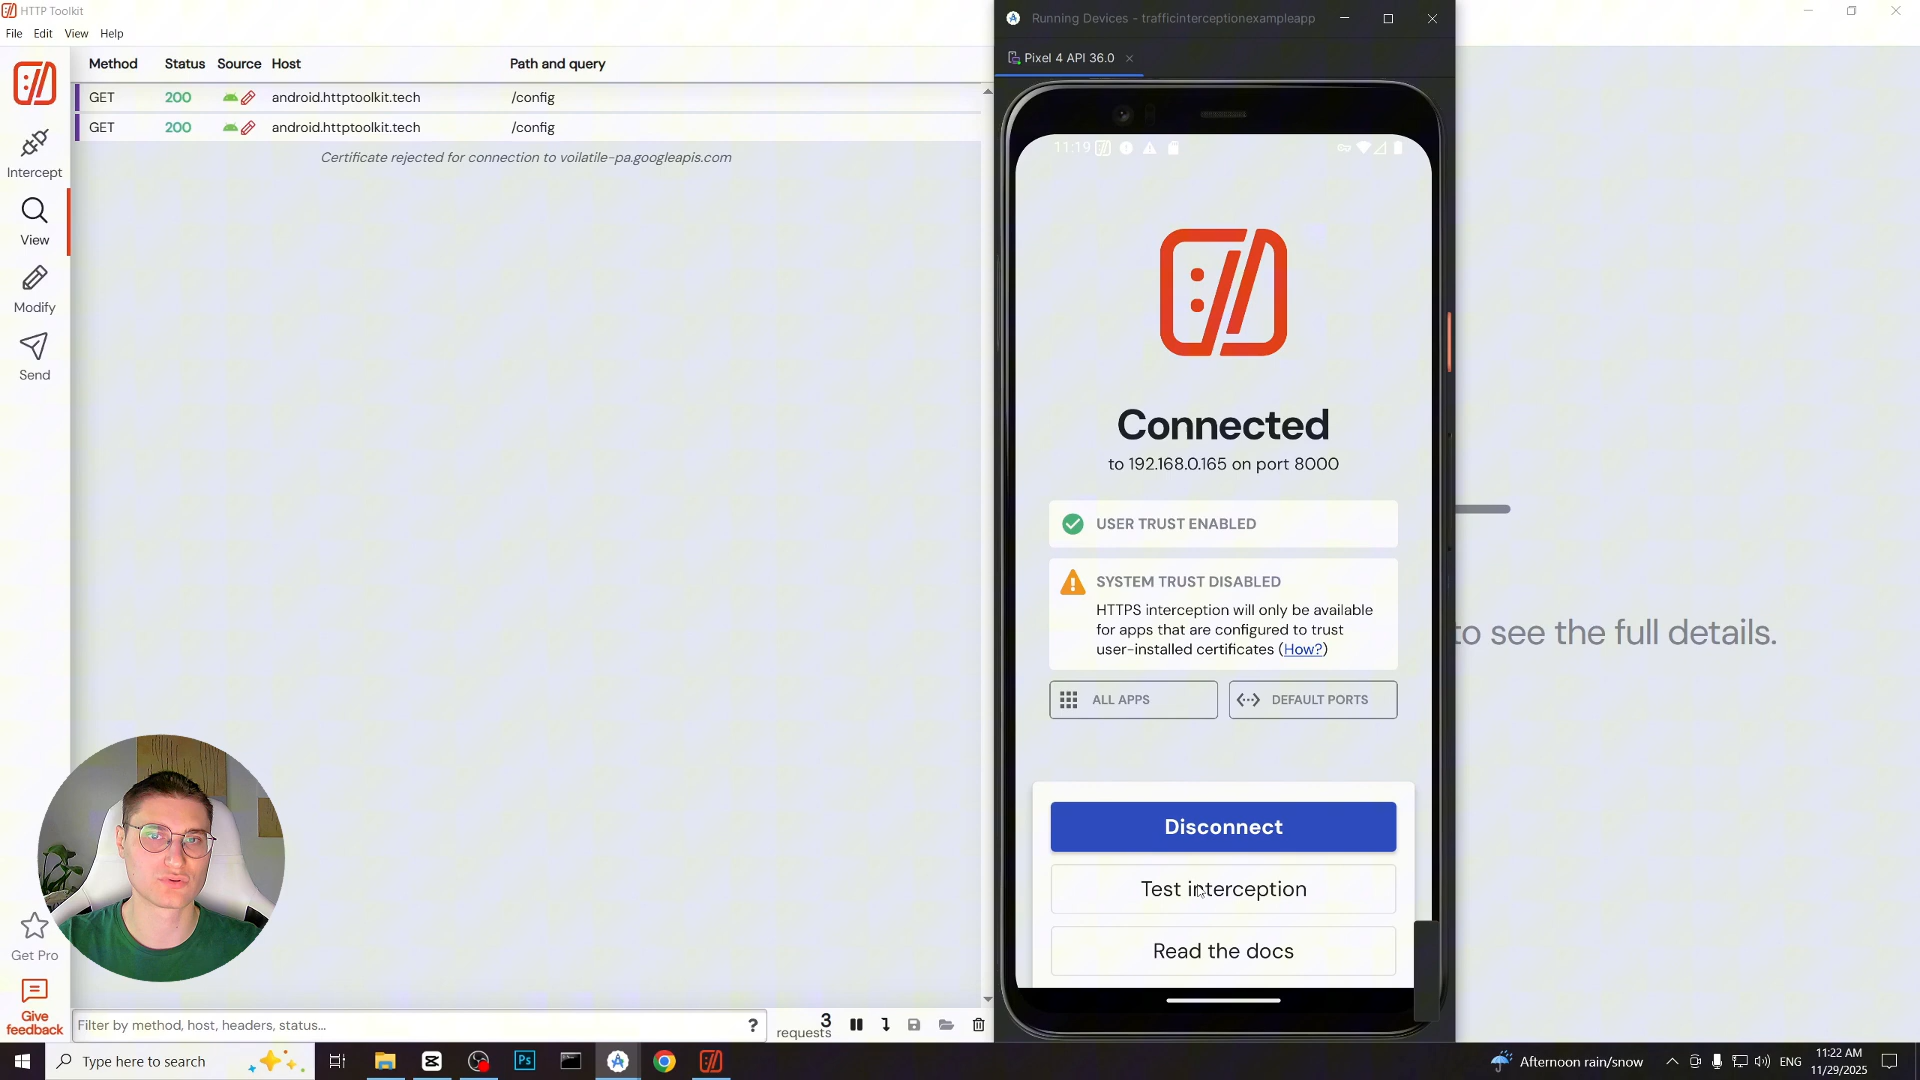 HTTP Toolkit
File Edit View Help
Method Status Source Host Path and query
GET 200 android.httptoolkit.tech /config
GET 200 android.httptoolkit.tech /config
Certificate rejected for connection to voilatile-pa.googleapis.com
Intercept
View
Modify
Send
Get Pro
Give
feedback
Filter by method, host, headers, status... ?
3
requests
Running Devices - trafficinterceptionexampleapp
Pixel 4 API 36.0
11:19
Connected
to 192.168.0.165 on port 8000
USER TRUST ENABLED
SYSTEM TRUST DISABLED
HTTPS interception will only be available
for apps that are configured to trust
user-installed certificates (How?)
ALL APPS
DEFAULT PORTS
Disconnect
Test interception
Read the docs
to see the full details.
Type here to search
Ps
Afternoon rain/snow
ENG
11:22 AM
11/29/2025